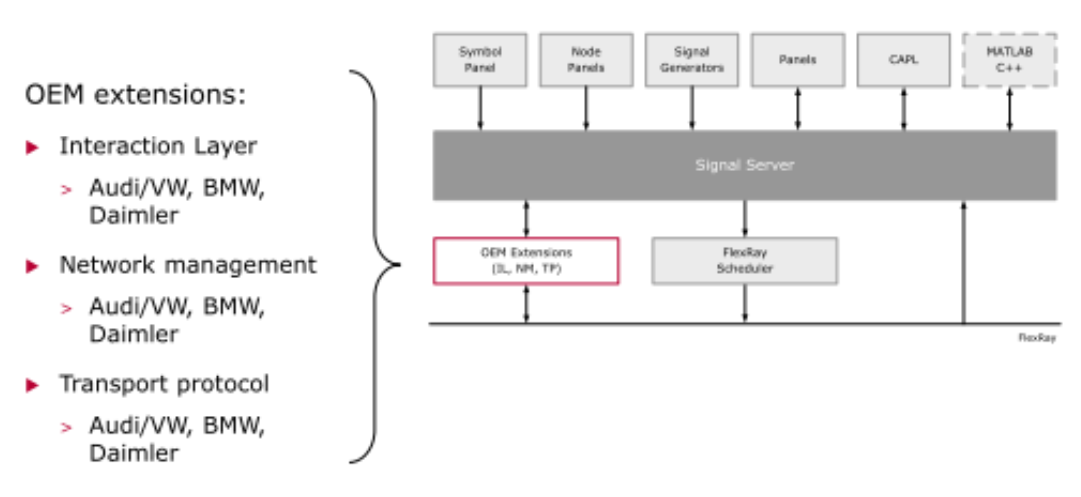 OEM extensions:
► Interaction Layer
> Audi/VW, BMW,
Daimler
► Network management
> Audi/VW, BMW,
Daimler
► Transport protocol
> Audi/VW, BMW,
Daimler
Symbol
Panel
Node
Panels
Signal
Generators
Panels
CAPL
MATLAB
C++
Signal Server
OEM Extensions
(IL, NM, TP)
FlexRay
Scheduler
FlexRay